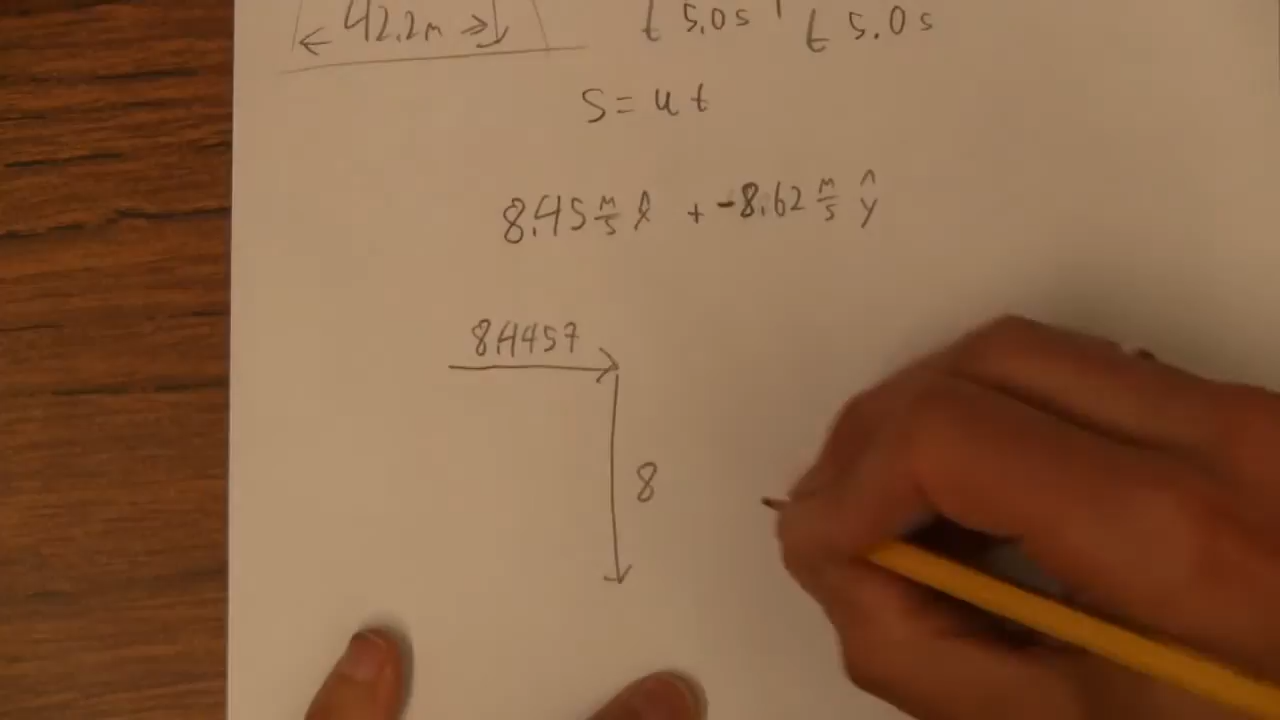 42.2m t 5.0s t 5.0s
s = ut
8.45 m/s x̂ + -8.62 m/s ŷ
8.4457
8